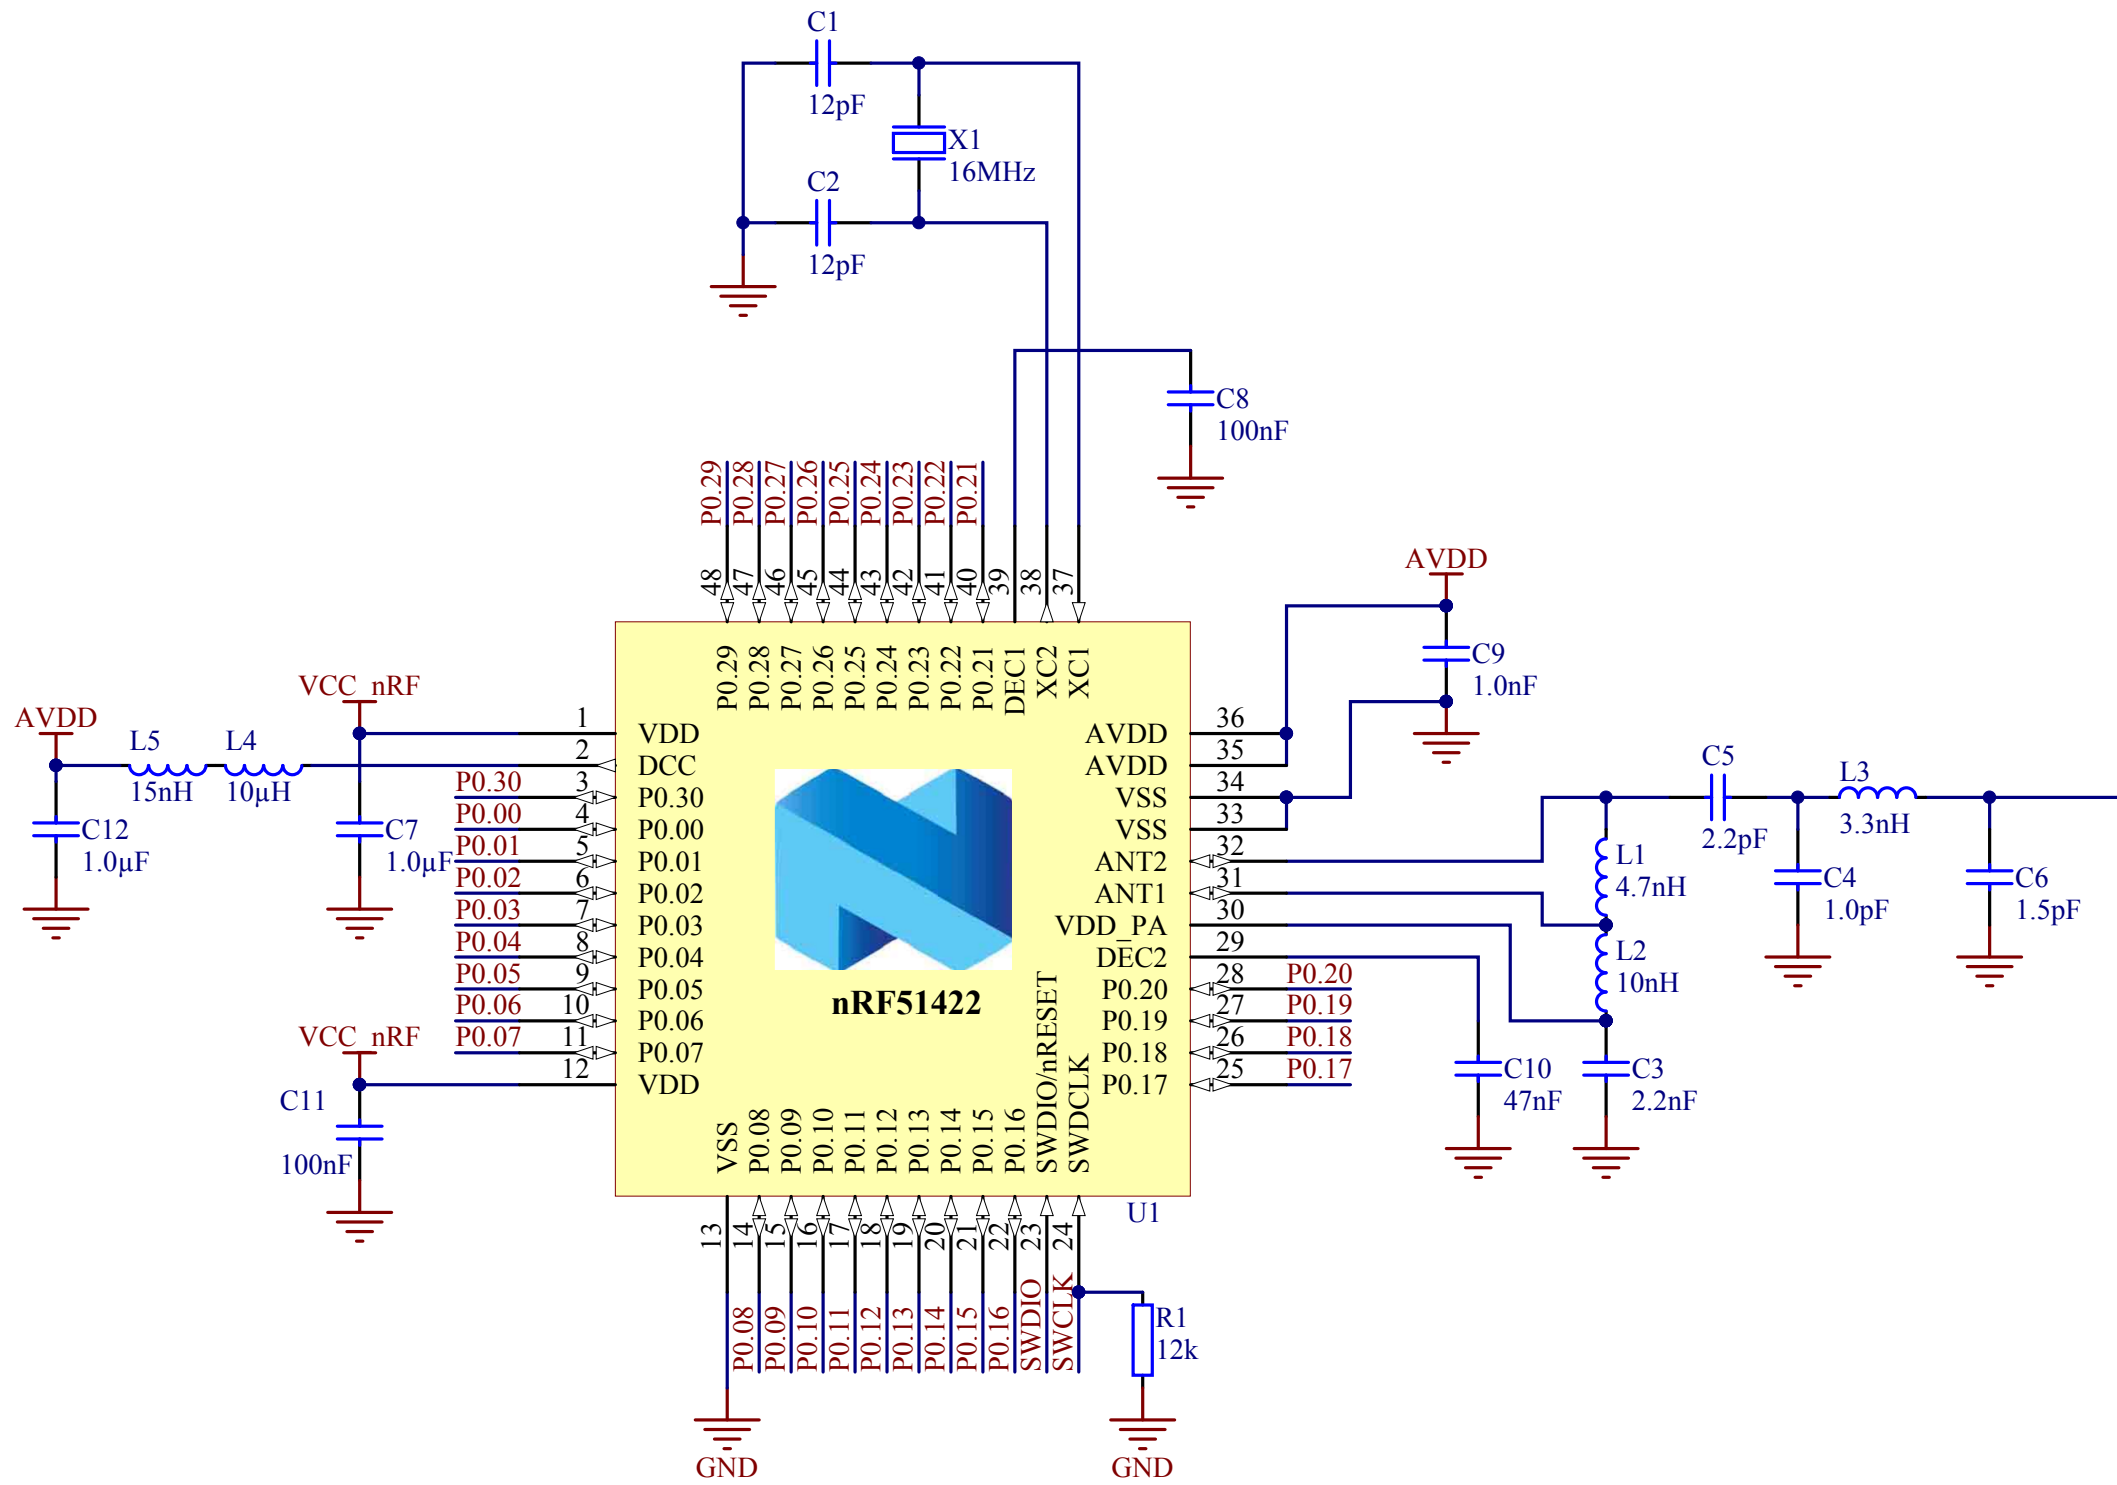 C1
12pF
X1
16MHz
C2
12pF
C8
100nF
P0.29
P0.28
P0.27
P0.26
P0.25
P0.24
P0.23
P0.22
P0.21
48
47
46
45
44
43
42
41
40
39
38
37
P0.29
P0.28
P0.27
P0.26
P0.25
P0.24
P0.23
P0.22
P0.21
DEC1
XC2
XC1
AVDD
C9
1.0nF
VCC_nRF
AVDD
L5
15nH
L4
10µH
C12
1.0µF
C7
1.0µF
P0.30
P0.00
P0.01
P0.02
P0.03
P0.04
P0.05
P0.06
P0.07
1
2
3
4
5
6
7
8
9
10
11
12
VDD
DCC
P0.30
P0.00
P0.01
P0.02
P0.03
P0.04
P0.05
P0.06
P0.07
VDD
VCC_nRF
C11
100nF
nRF51422
AVDD
AVDD
VSS
VSS
ANT2
ANT1
VDD_PA
DEC2
P0.20
P0.19
P0.18
P0.17
36
35
34
33
32
31
30
29
28
27
26
25
P0.20
P0.19
P0.18
P0.17
C5
2.2pF
L3
3.3nH
L1
4.7nH
C4
1.0pF
C6
1.5pF
L2
10nH
C10
47nF
C3
2.2nF
VSS
P0.08
P0.09
P0.10
P0.11
P0.12
P0.13
P0.14
P0.15
P0.16
SWDIO/nRESET
SWDCLK
U1
13
14
15
16
17
18
19
20
21
22
23
24
P0.08
P0.09
P0.10
P0.11
P0.12
P0.13
P0.14
P0.15
P0.16
SWDIO
SWCLK
R1
12k
GND
GND